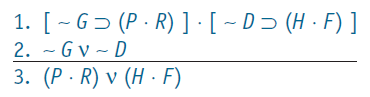 1. [ ~ G ⊃ (P · R) ] · [ ~ D ⊃ (H · F) ]
2. ~ G v ~ D
3. (P · R) v (H · F)